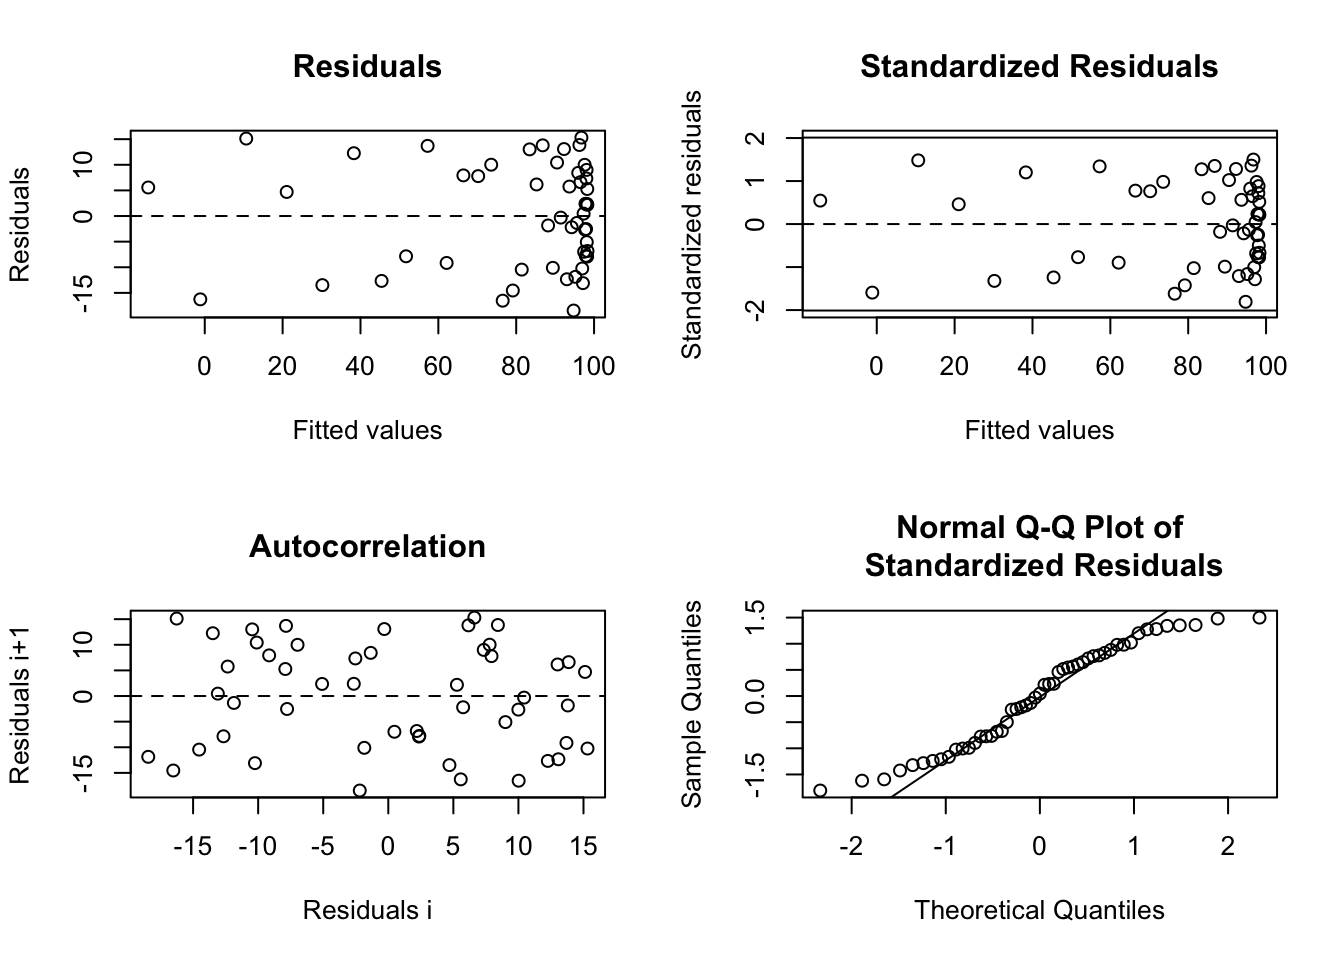 Residuals
Residuals
10
0
-15
0 20 40 60 80 100
Fitted values
Standardized Residuals
Standardized residuals
2
1
0
-2
0 20 40 60 80 100
Fitted values
Autocorrelation
Residuals i+1
10
0
-15
-15 -10 -5 0 5 10 15
Residuals i
Normal Q-Q Plot of
Standardized Residuals
Sample Quantiles
1.5
0.0
-1.5
-2 -1 0 1 2
Theoretical Quantiles